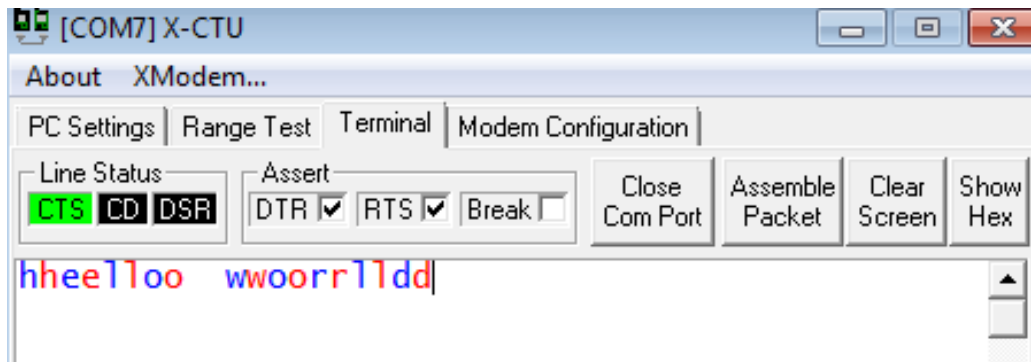 [COM7] X-CTU
About XModem...
PC Settings Range Test Terminal Modem Configuration
Line Status Assert
CTS CD DSR DTR RTS Break
Close Com Port
Assemble Packet
Clear Screen
Show Hex
hheelloo  wwoorrlldd